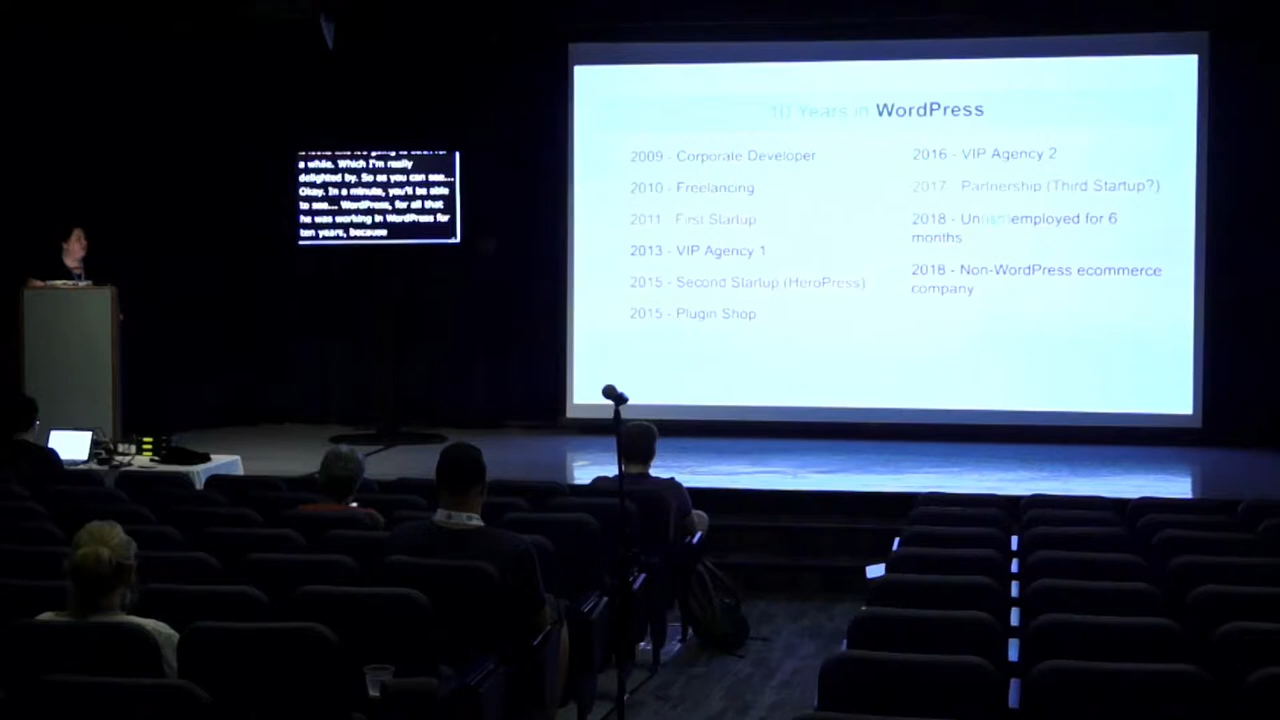 a while. Which I'm really
delighted by. So as you can see...
Okay. In a minute, you'll be able
to see... WordPress, for all that
he was working in WordPress for
ten years, because
10 Years in WordPress
2009 - Corporate Developer
2010 - Freelancing
2011 - First Startup
2013 - VIP Agency 1
2015 - Second Startup (HeroPress)
2015 - Plugin Shop
2016 - VIP Agency 2
2017 - Partnership (Third Startup?)
2018 - Un(ish)employed for 6
months
2018 - Non-WordPress ecommerce
company